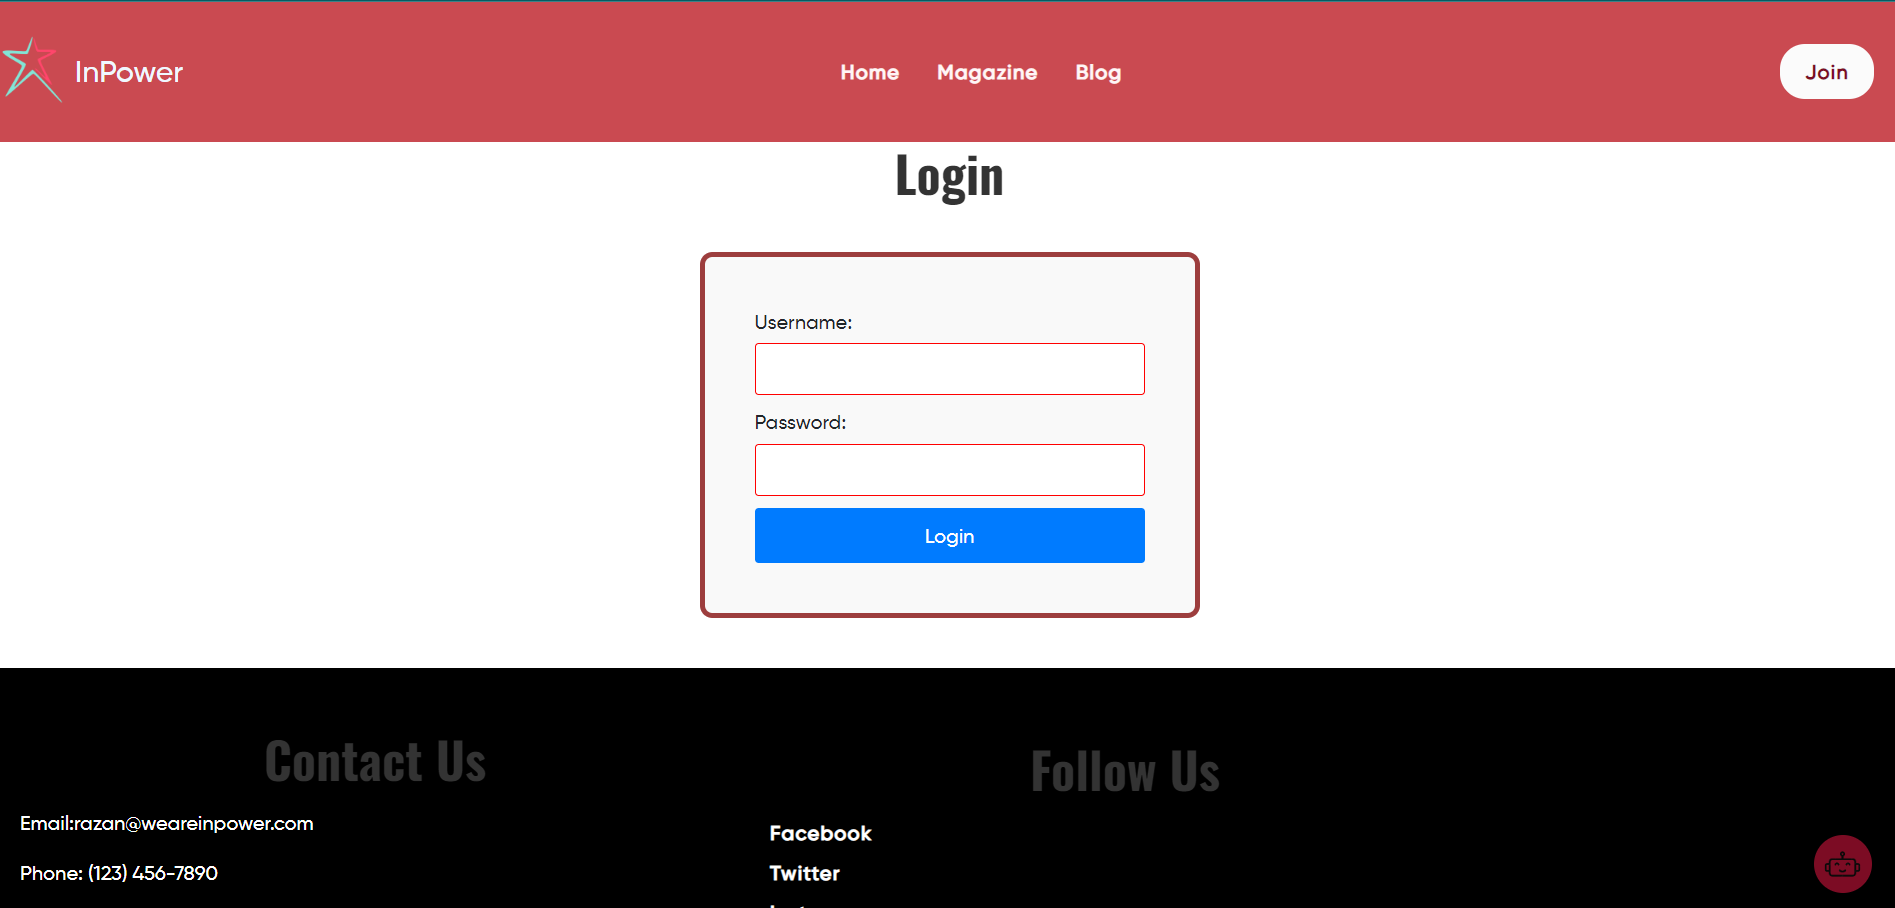 InPower
Home Magazine Blog
Join
Login
Username:
Password:
Login
Contact Us
Email:razan@weareinpower.com
Phone: (123) 456-7890
Follow Us
Facebook
Twitter